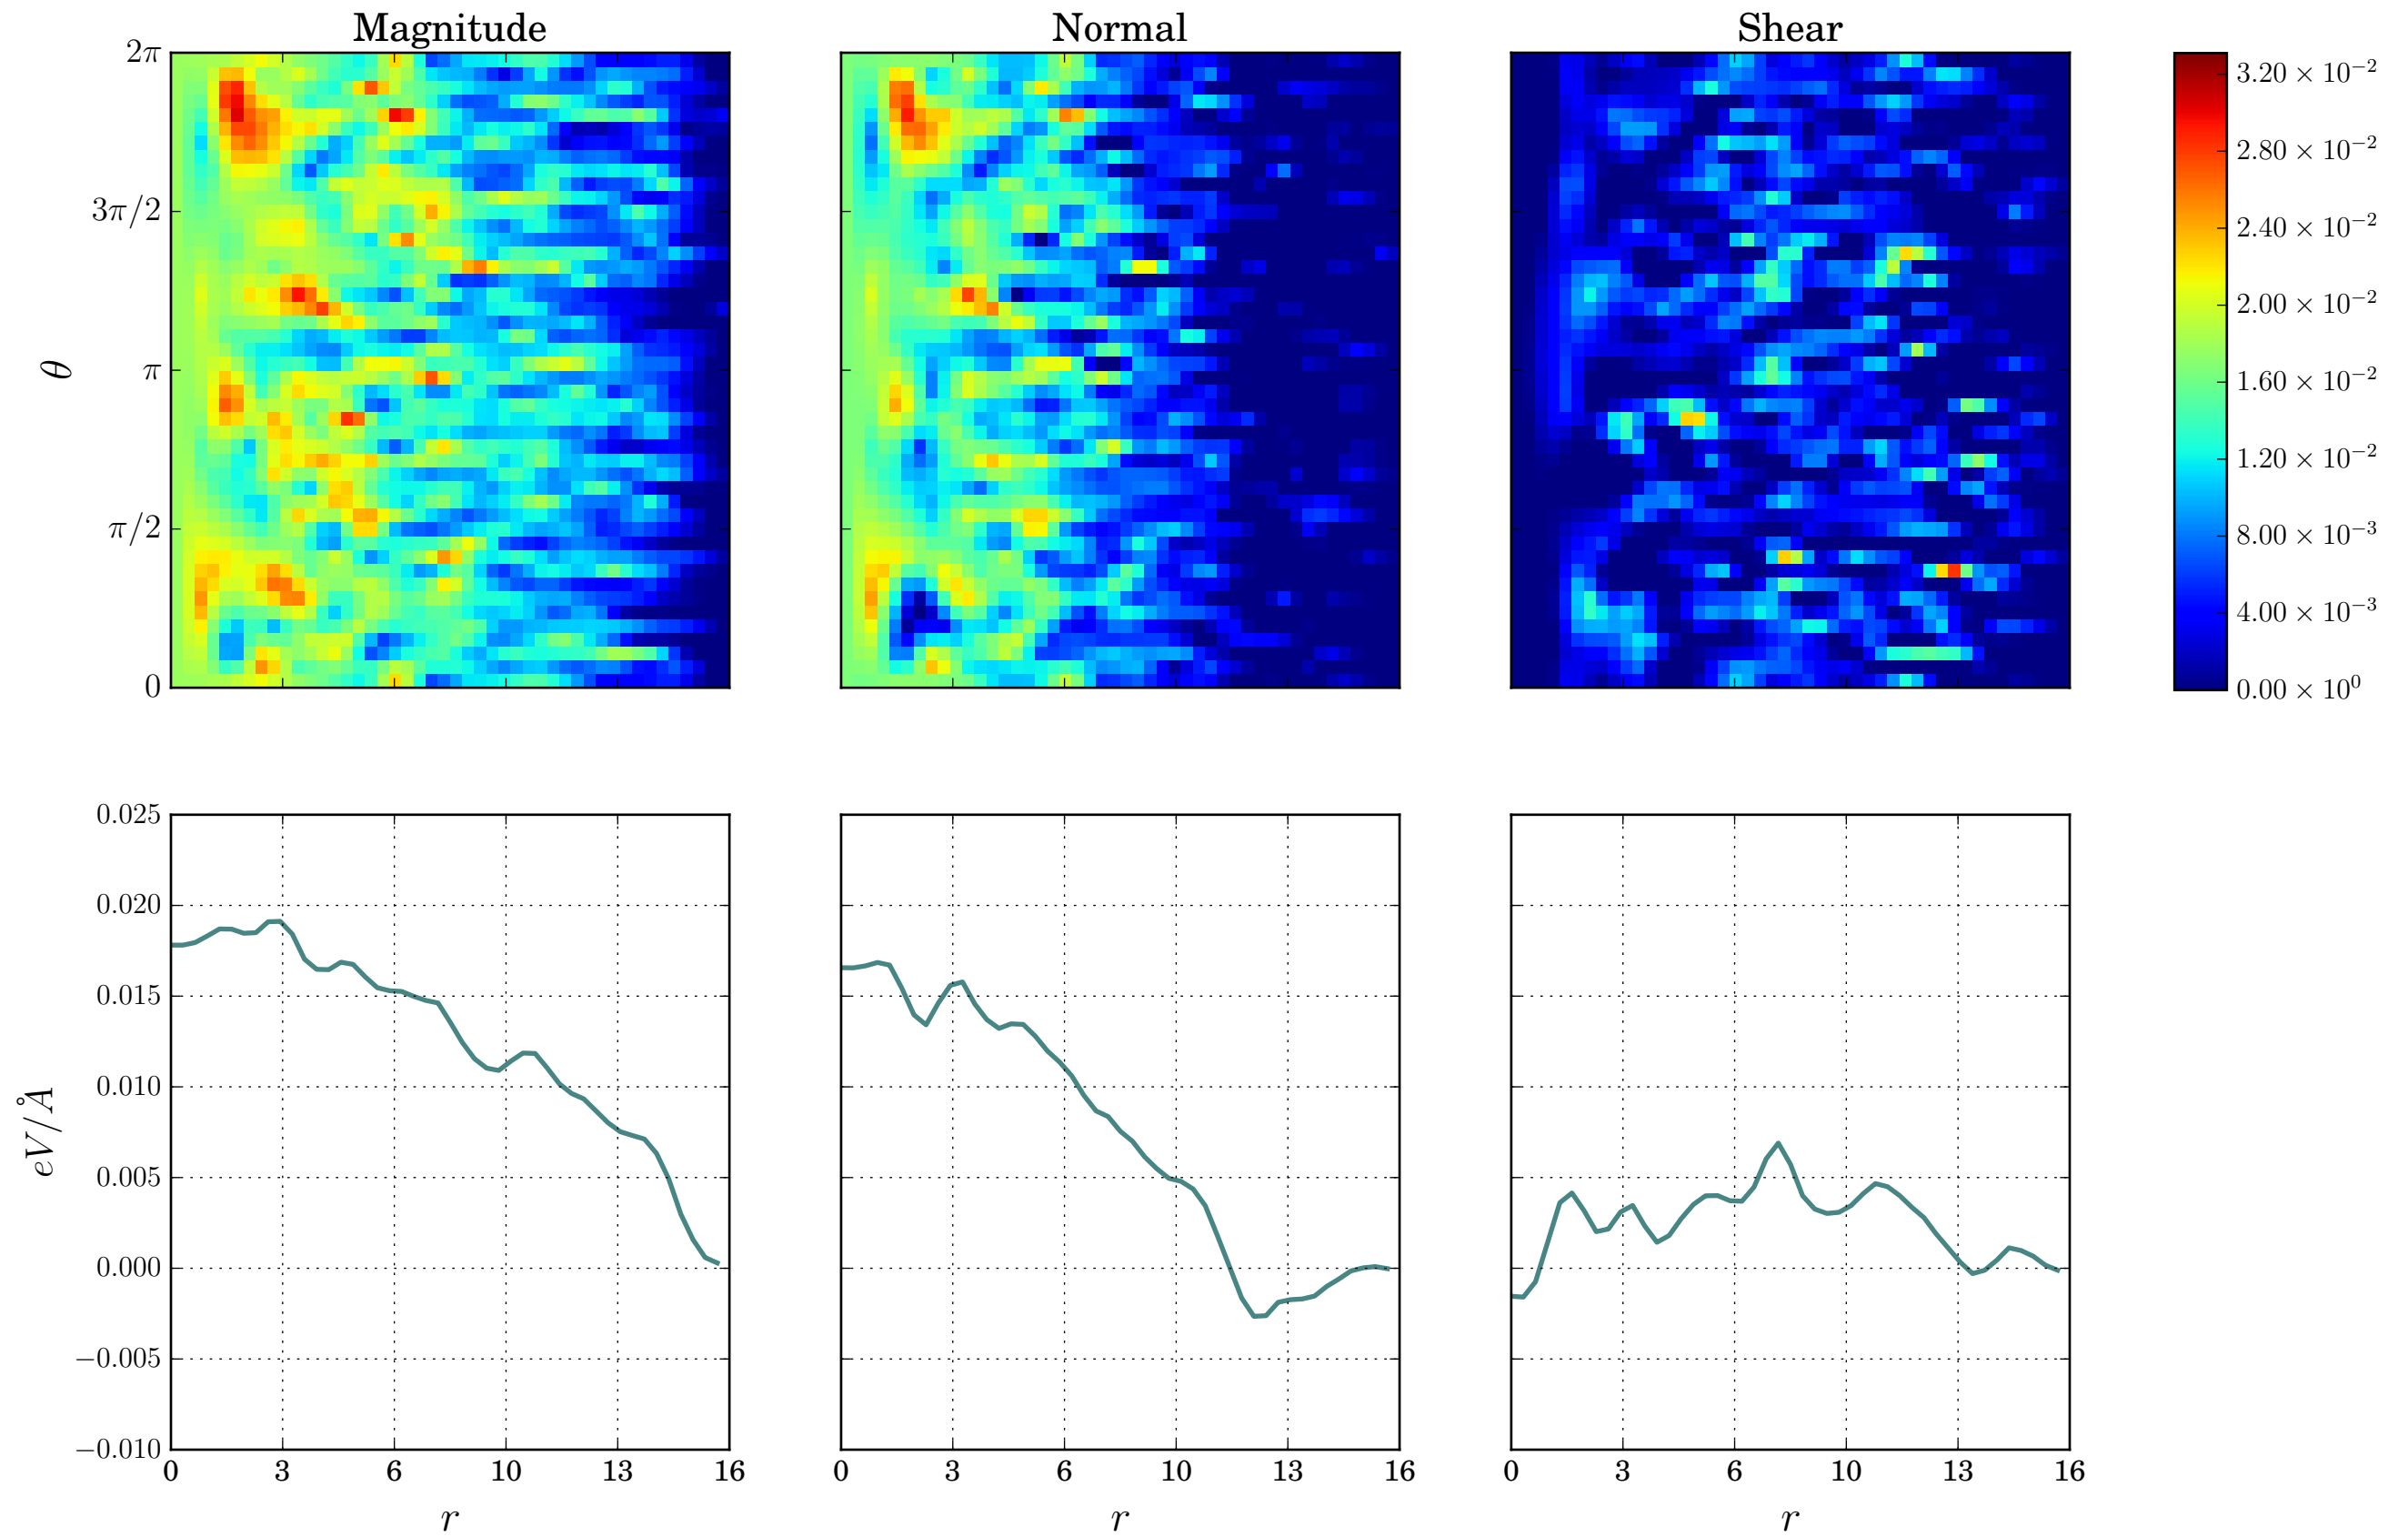 Magnitude Normal Shear
2π
3π/2
π
π/2
0
θ
3.20 × 10⁻²
2.80 × 10⁻²
2.40 × 10⁻²
2.00 × 10⁻²
1.60 × 10⁻²
1.20 × 10⁻²
8.00 × 10⁻³
4.00 × 10⁻³
0.00 × 10⁰
0.025
0.020
0.015
0.010
0.005
0.000
−0.005
−0.010
eV/Å
0 3 6 10 13 16 0 3 6 10 13 16 0 3 6 10 13 16
r r r